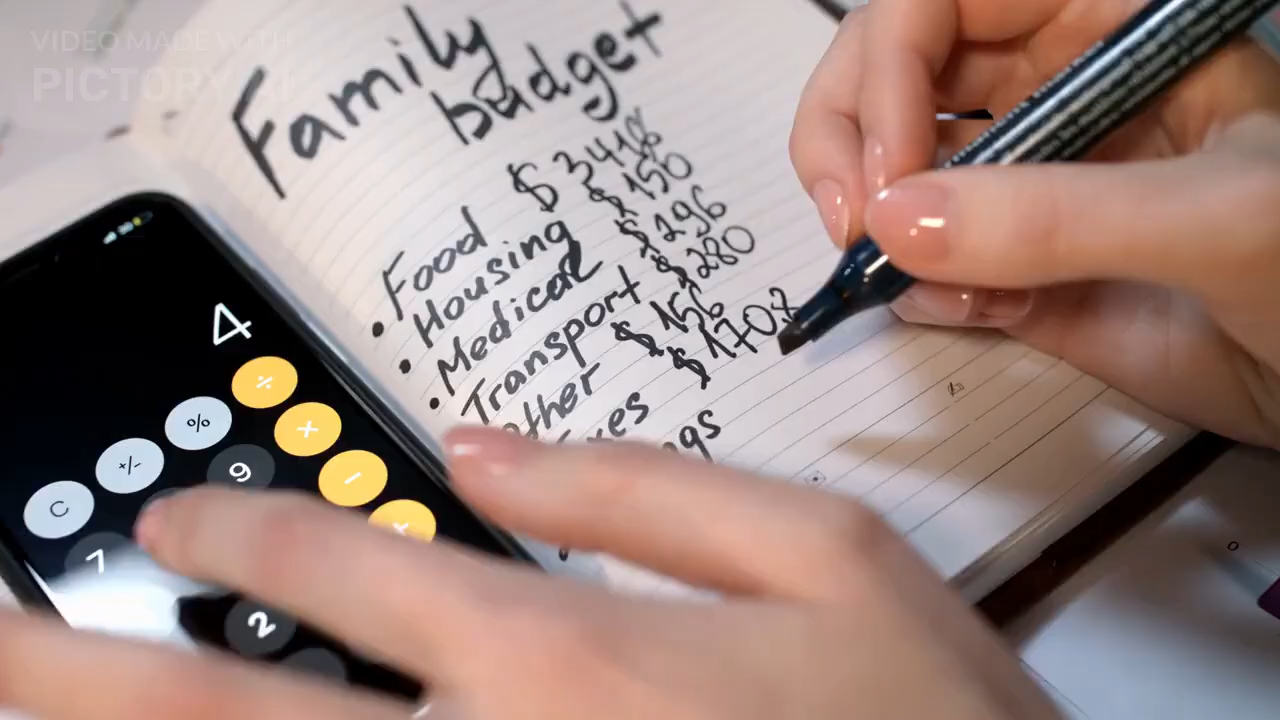 VIDEO MADE WITH
PICTORY.AI
Family
budget
Food $ 3418
• Housing $ 150
• Medical $ 296
• Transport $ 280
other $ 156
$ 1708
4
÷
%
×
+/-
9
−
C
+
7
2